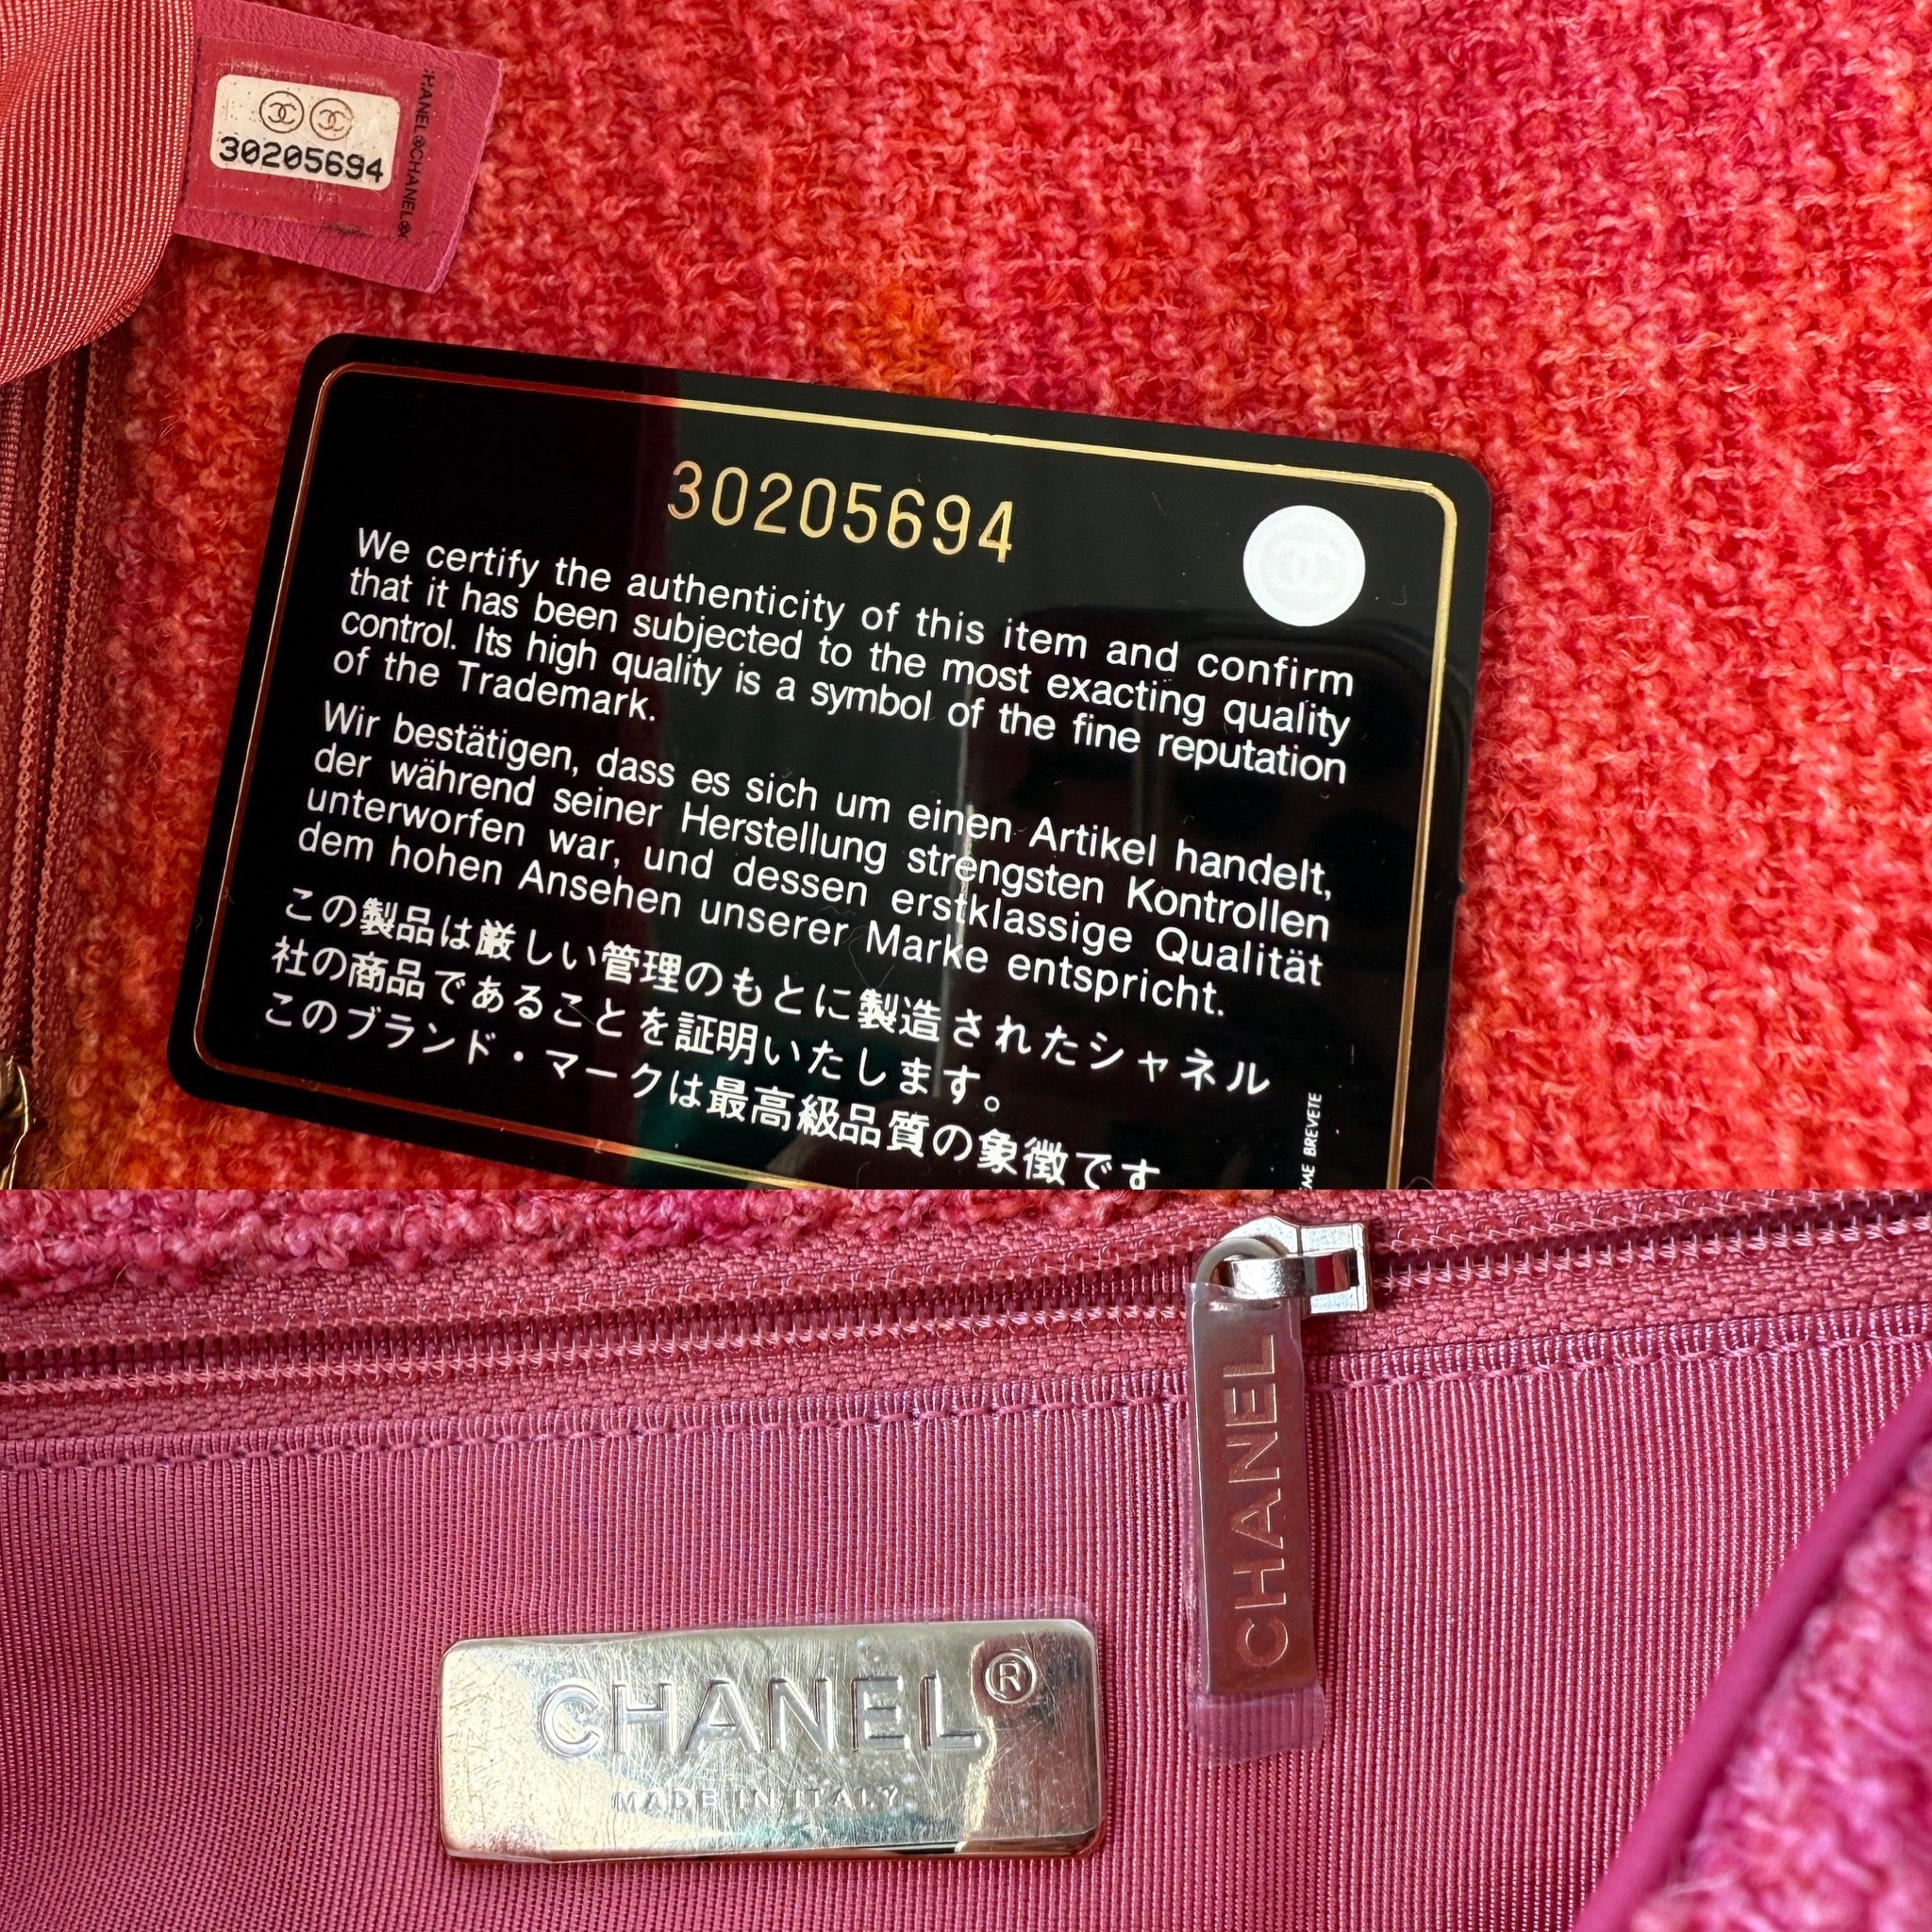 30205694
CHANEL CHANEL
30205694
We certify the authenticity of this item and confirm
that it has been subjected to the most exacting quality
control. Its high quality is a symbol of the fine reputation
of the Trademark.
Wir bestätigen, dass es sich um einen Artikel handelt,
der während seiner Herstellung strengsten Kontrollen
unterworfen war, und dessen erstklassige Qualität
dem hohen Ansehen unserer Marke entspricht.
この製品は厳しい管理のもとに製造されたシャネル
社の商品であることを証明いたします。
このブランド・マークは最高級品質の象徴です
BREVETE
CHANEL
CHANEL®
MADE IN ITALY